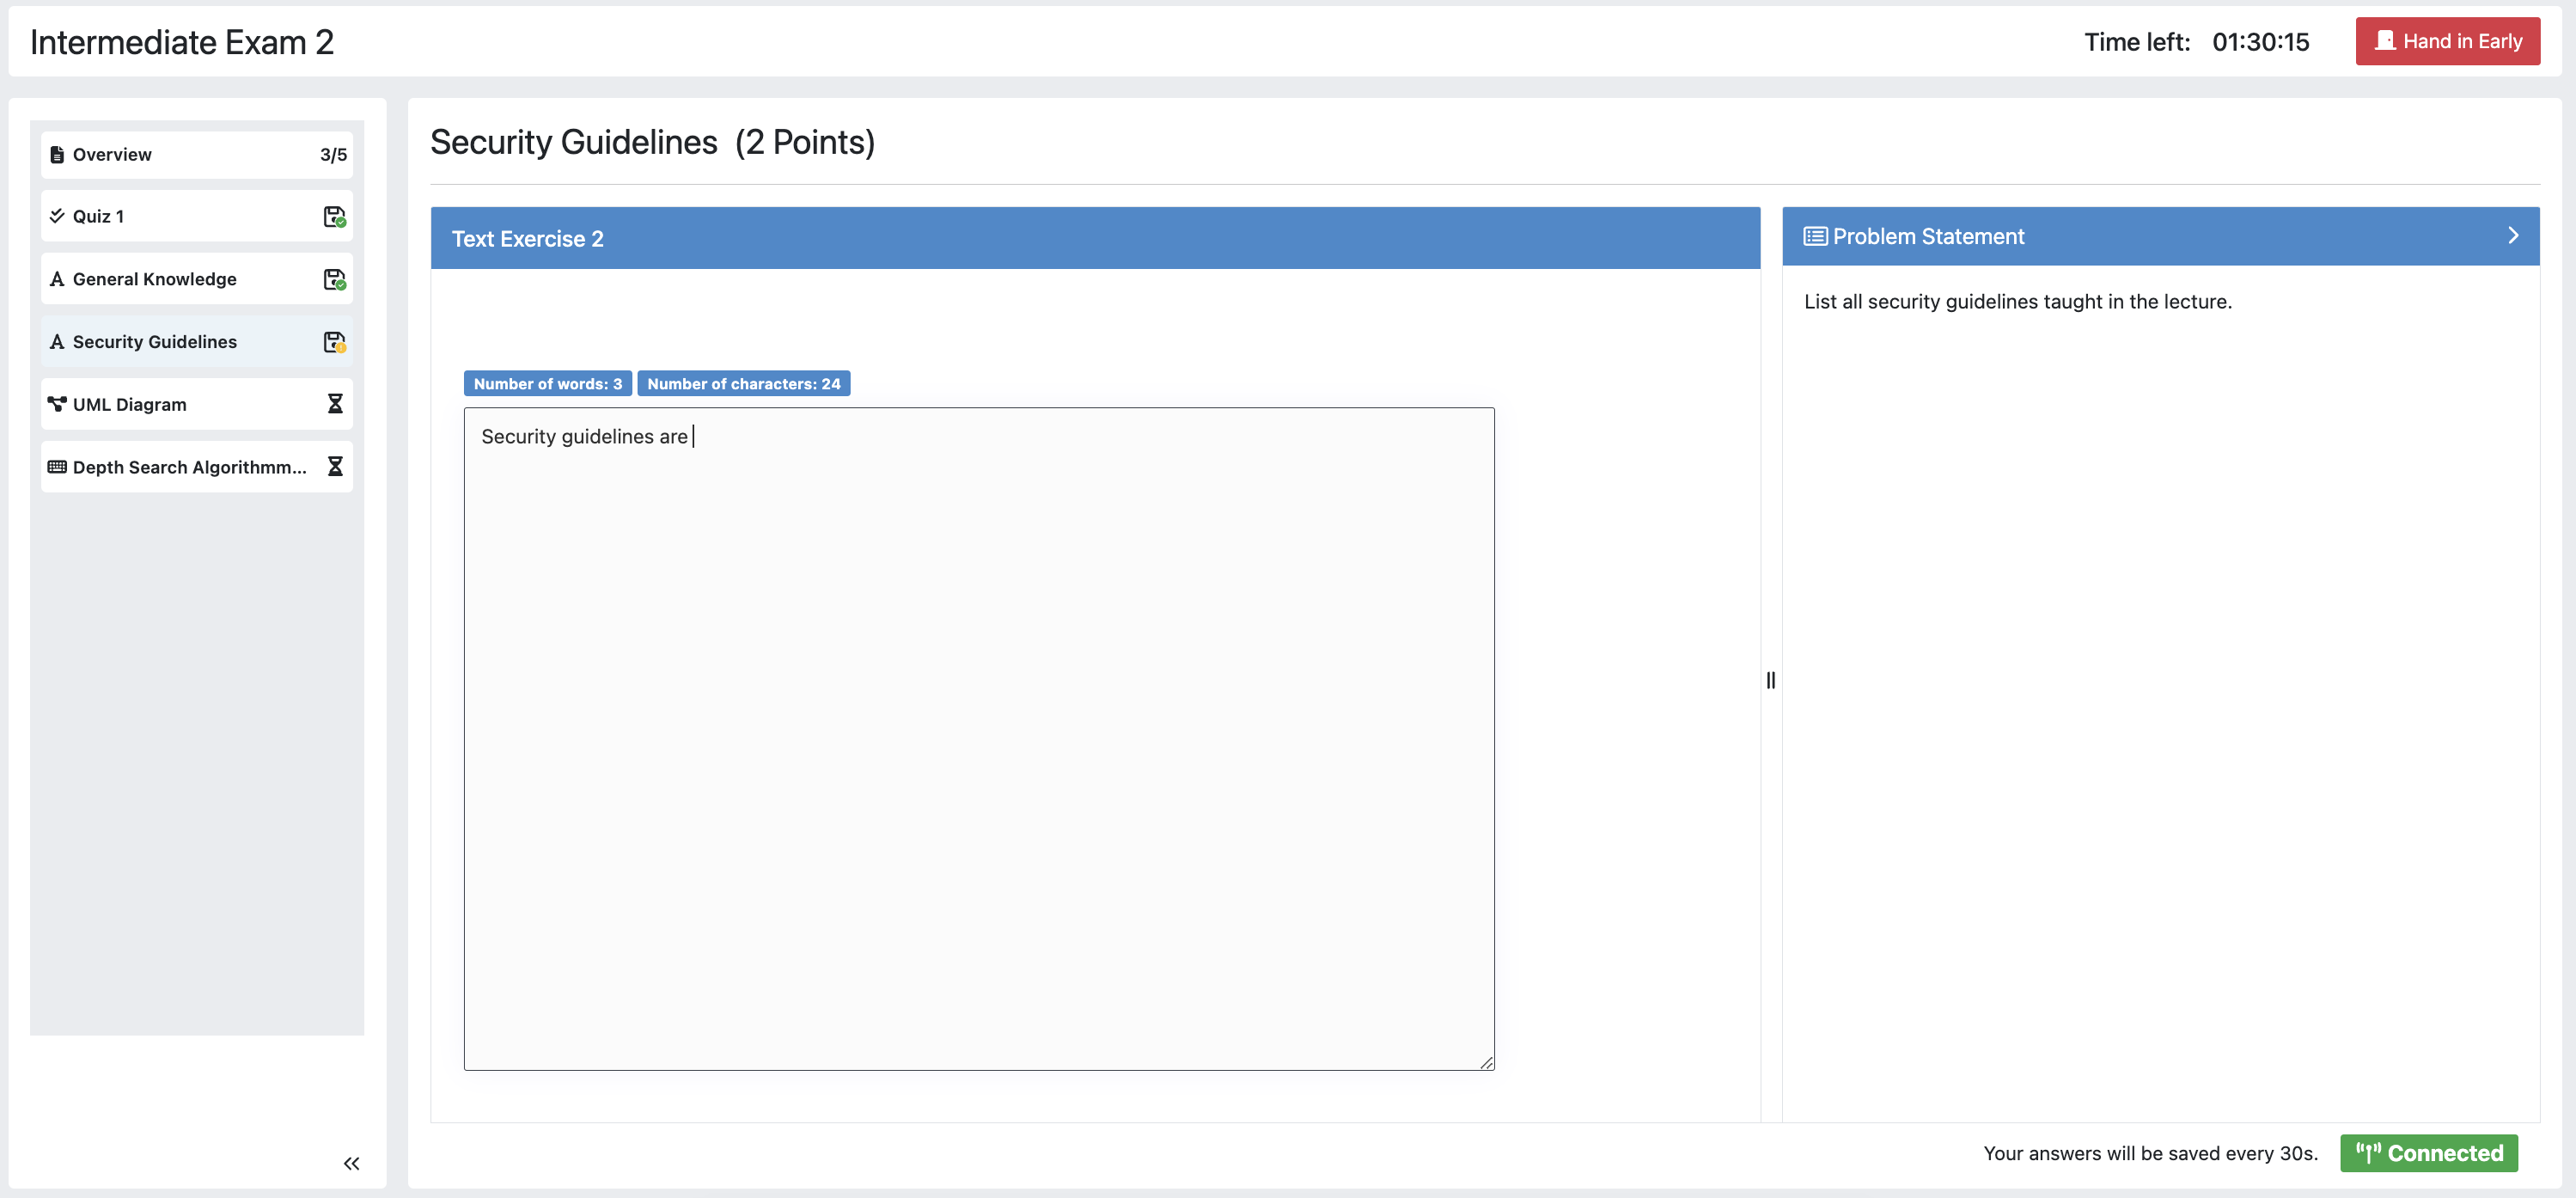 Intermediate Exam 2
Time left: 01:30:15
Hand in Early
Overview 3/5
Quiz 1
General Knowledge
Security Guidelines
UML Diagram
Depth Search Algorithmm...
Security Guidelines (2 Points)
Text Exercise 2
Number of words: 3 Number of characters: 24
Security guidelines are
Problem Statement
List all security guidelines taught in the lecture.
Your answers will be saved every 30s.
Connected